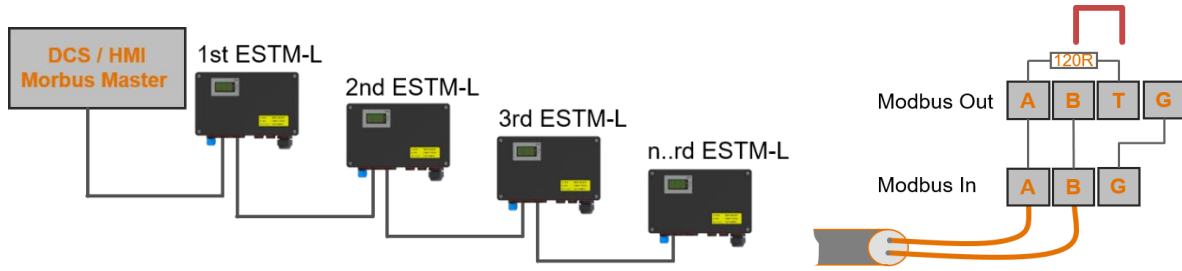 DCS / HMI
Morbus Master
1st ESTM-L
2nd ESTM-L
3rd ESTM-L
n..rd ESTM-L
120R
Modbus Out
A B T G
Modbus In
A B G